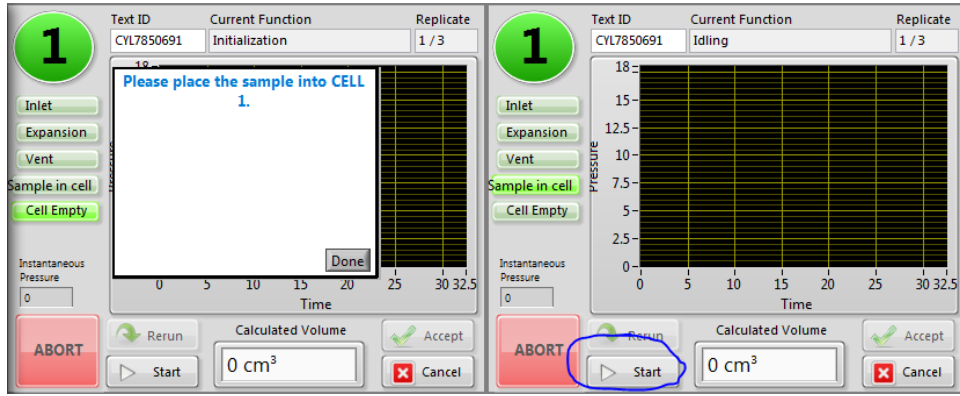 Text ID
Current Function
Replicate
1
CYL7850691
Initialization
1 / 3
18
Please place the sample into CELL
1.
Inlet
Expansion
Vent
Sample in cell
Cell Empty
Done
Instantaneous
Pressure
0
0 5 10 15 20 25 30 32.5
Time
ABORT
Rerun
Start
Calculated Volume
0 cm³
Accept
Cancel
Text ID
Current Function
Replicate
1
CYL7850691
Idling
1 / 3
Inlet
Expansion
Vent
Sample in cell
Cell Empty
Instantaneous
Pressure
0
Pressure
18
15
12.5
10
7.5
5
2.5
0
0 5 10 15 20 25 30 32.5
Time
ABORT
Rerun
Start
Calculated Volume
0 cm³
Accept
Cancel